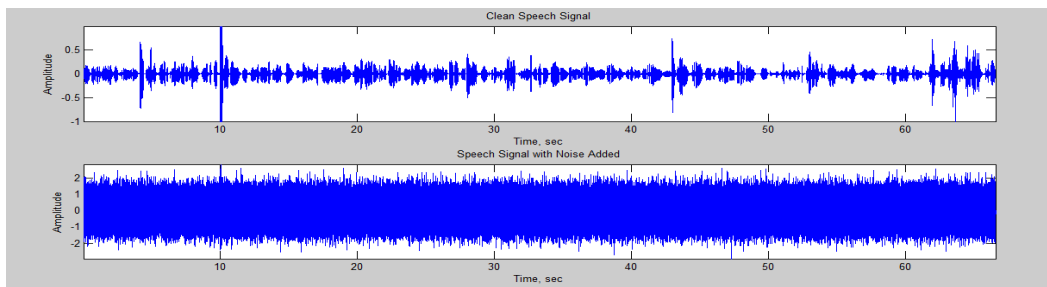 Clean Speech Signal
Amplitude
0.5
0
-0.5
-1
10 20 30 40 50 60
Time, sec
Speech Signal with Noise Added
Amplitude
2
1
0
-1
-2
10 20 30 40 50 60
Time, sec